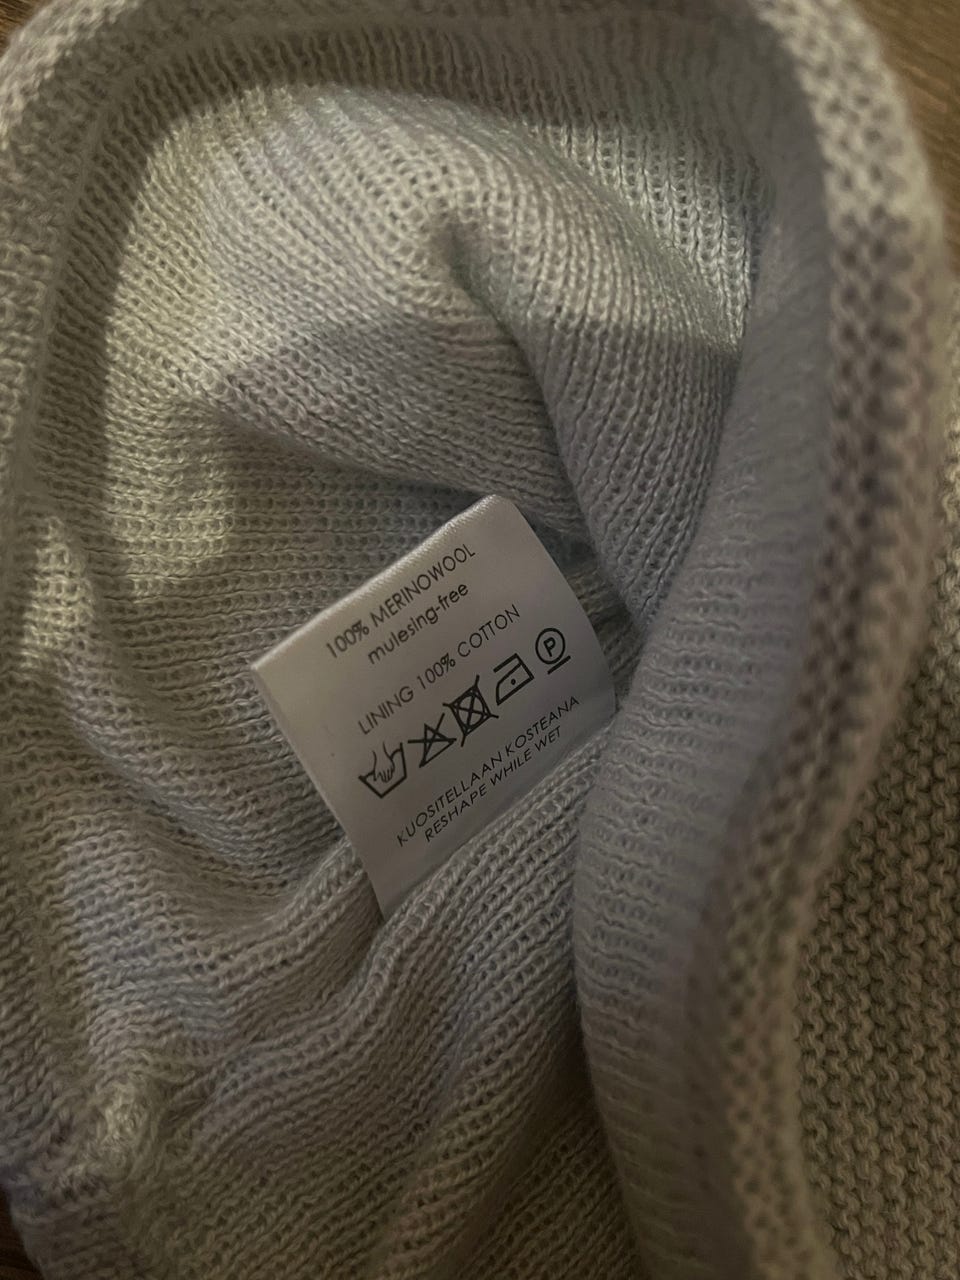 100% MERINOWOOL
mulesing-free
LINING 100% COTTON
P
KUOSITELLAAN KOSTEANA
RESHAPE WHILE WET